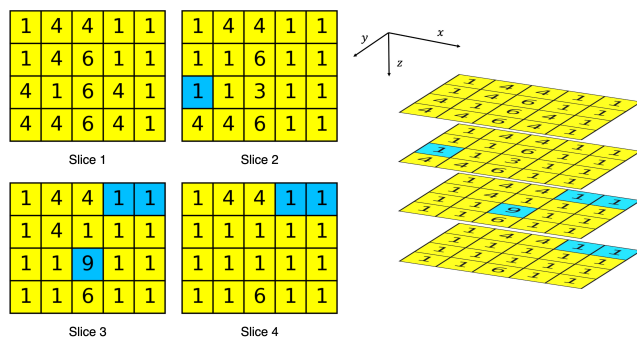 1 4 4 1 1
1 4 6 1 1
4 1 6 4 1
4 4 6 4 1
Slice 1
1 4 4 1 1
1 1 6 1 1
1 1 3 1 1
4 4 6 1 1
Slice 2
1 4 4 1 1
1 4 1 1 1
1 1 9 1 1
1 1 6 1 1
Slice 3
1 4 4 1 1
1 1 1 1 1
1 1 1 1 1
1 1 6 1 1
Slice 4
y
x
z